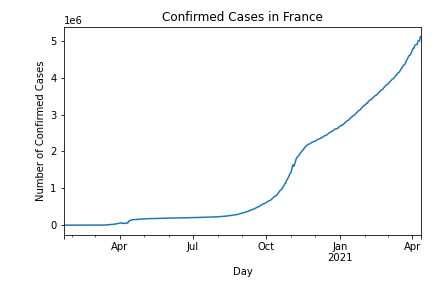 Confirmed Cases in France
1e6
5
4
3
2
1
0
Number of Confirmed Cases
Apr
Jul
Oct
Jan
2021
Apr
Day